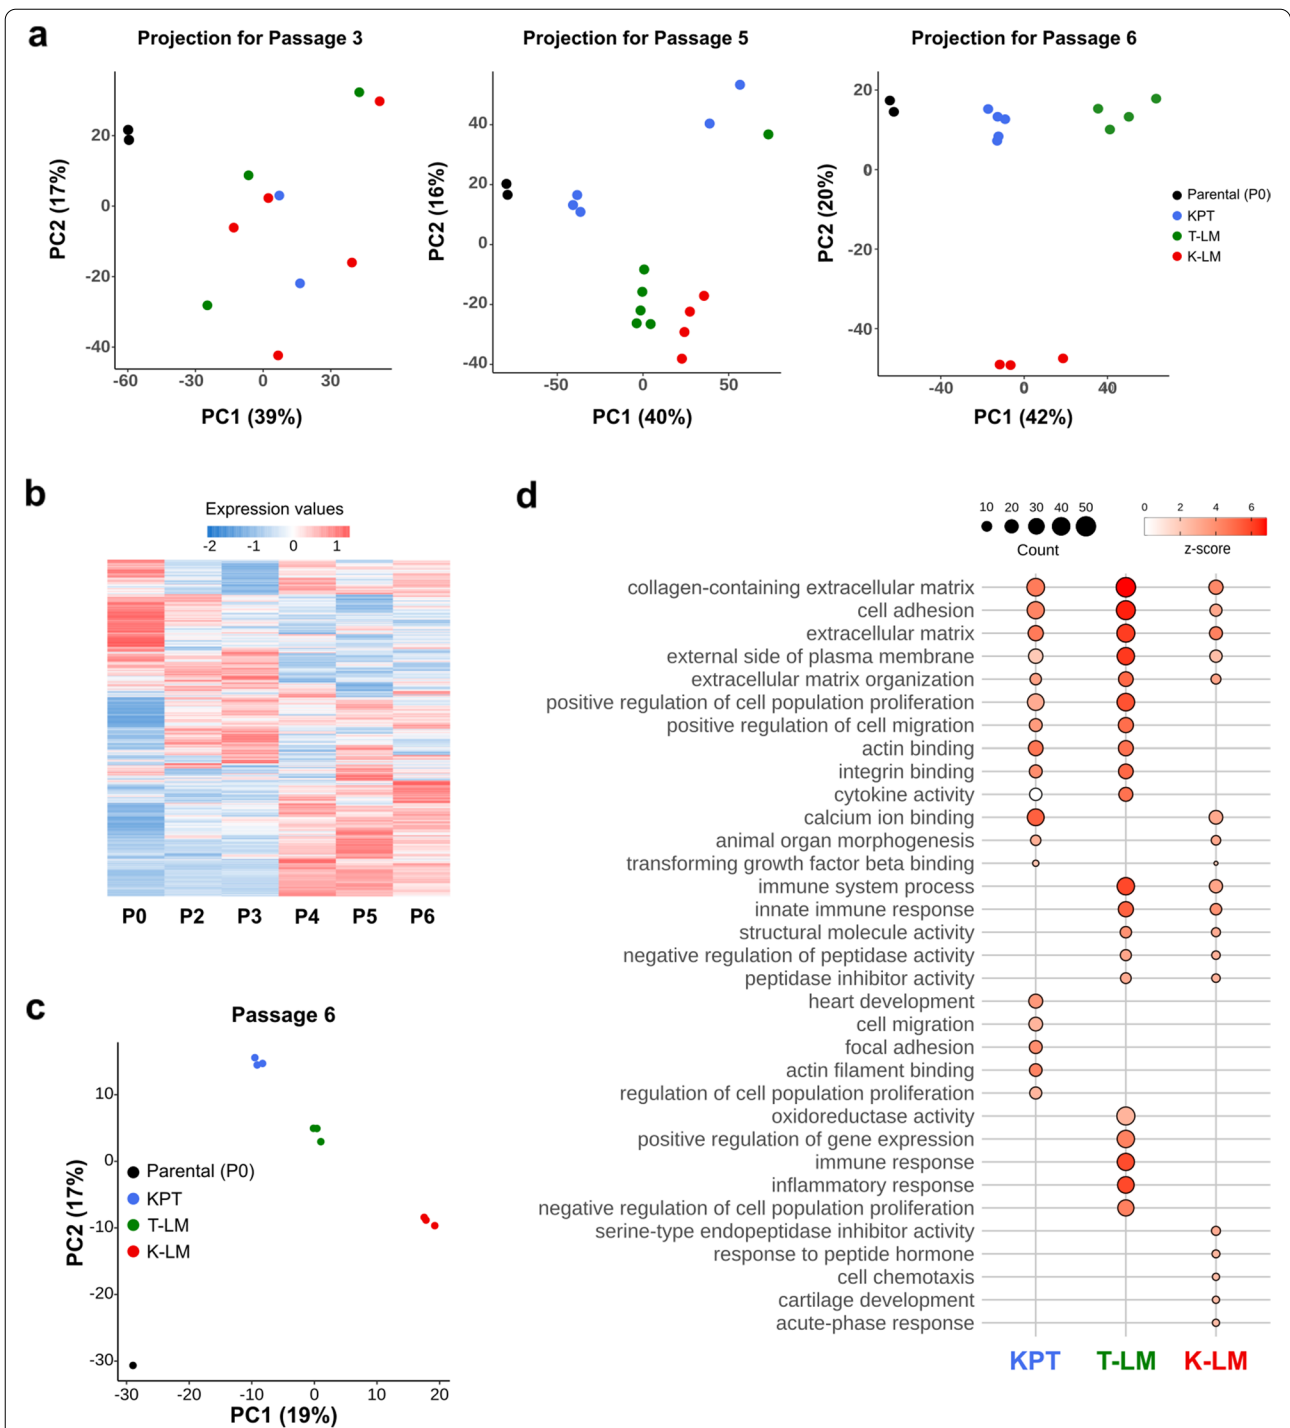 a
Projection for Passage 3
Projection for Passage 5
Projection for Passage 6
PC2 (17%)
20
0
-20
-40
-60 -30 0 30
PC1 (39%)
PC2 (16%)
40
20
0
-20
-40
-50 0 50
PC1 (40%)
PC2 (20%)
20
0
-20
-40
-40 0 40
PC1 (42%)
Parental (P0)
KPT
T-LM
K-LM
b
Expression values
-2 -1 0 1
P0 P2 P3 P4 P5 P6
c
Passage 6
PC2 (17%)
10
0
-10
-20
-30
Parental (P0)
KPT
T-LM
K-LM
-30 -20 -10 0 10 20
PC1 (19%)
d
10 20 30 40 50
Count
0 2 4 6
z-score
collagen-containing extracellular matrix
cell adhesion
extracellular matrix
external side of plasma membrane
extracellular matrix organization
positive regulation of cell population proliferation
positive regulation of cell migration
actin binding
integrin binding
cytokine activity
calcium ion binding
animal organ morphogenesis
transforming growth factor beta binding
immune system process
innate immune response
structural molecule activity
negative regulation of peptidase activity
peptidase inhibitor activity
heart development
cell migration
focal adhesion
actin filament binding
regulation of cell population proliferation
oxidoreductase activity
positive regulation of gene expression
immune response
inflammatory response
negative regulation of cell population proliferation
serine-type endopeptidase inhibitor activity
response to peptide hormone
cell chemotaxis
cartilage development
acute-phase response
KPT T-LM K-LM